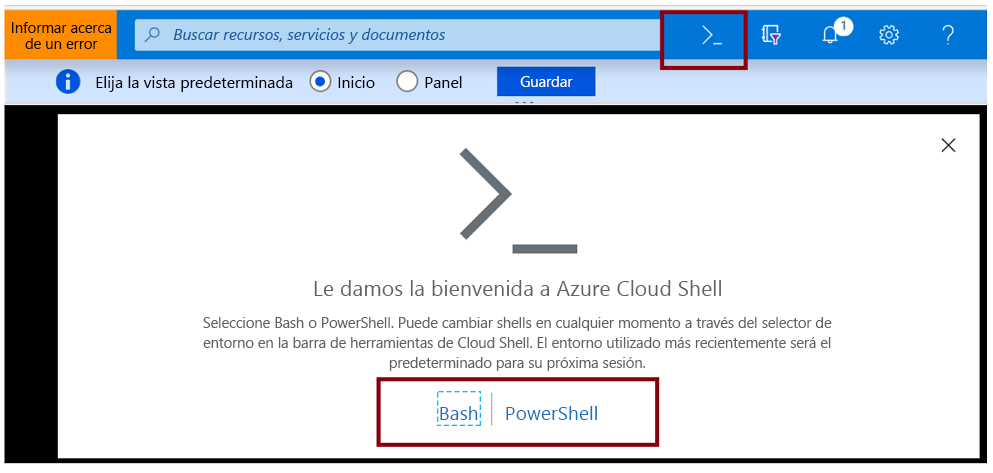 Informar acerca
de un error
Buscar recursos, servicios y documentos
>_
1
?
i Elija la vista predeterminada Inicio Panel Guardar
>_
Le damos la bienvenida a Azure Cloud Shell
Seleccione Bash o PowerShell. Puede cambiar shells en cualquier momento a través del selector de
entorno en la barra de herramientas de Cloud Shell. El entorno utilizado más recientemente será el
predeterminado para su próxima sesión.
Bash | PowerShell